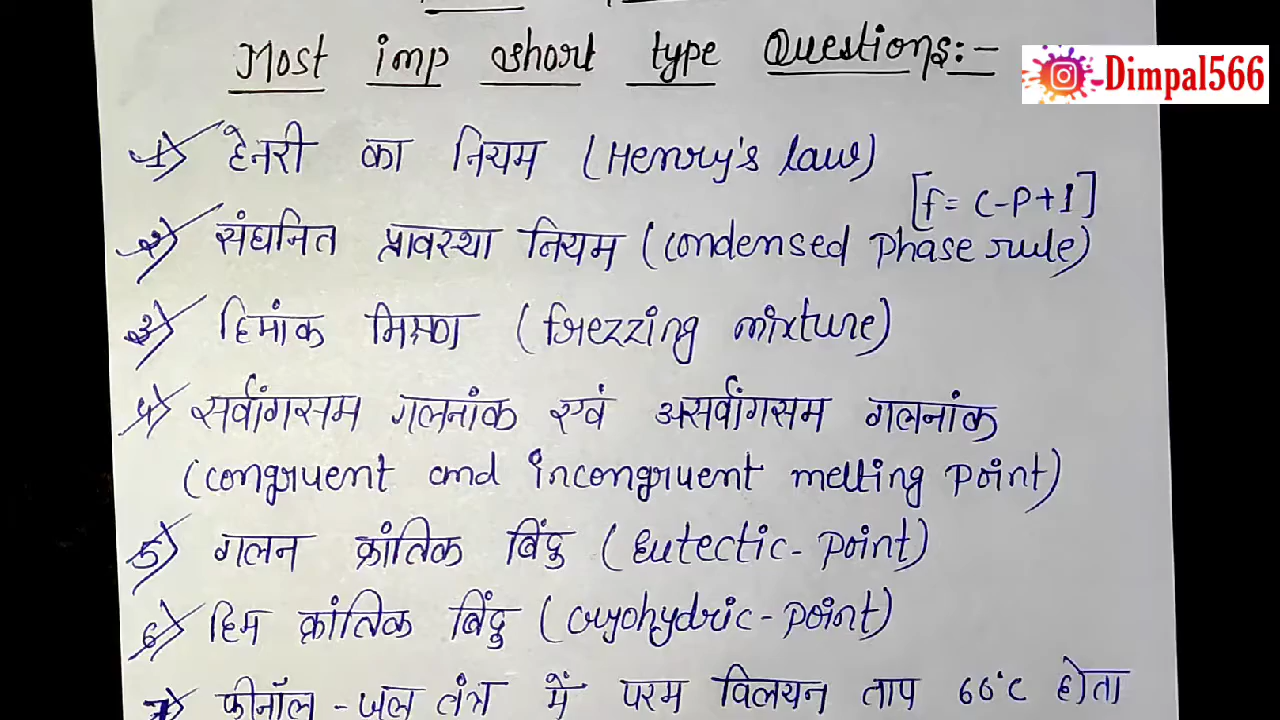 Most imp short type Questions:-
-Dimpal566
1) हेनरी का नियम (Henry's law)
[f= C-P+1]
2) संघनित प्रावस्था नियम (condensed phase rule)
3) हिमांक मिश्रण (frezzing mixture)
4) सर्वांगसम गलनांक एवं असर्वांगसम गलनांक
(congruent and incongruent melting point)
5) गलन क्रांतिक बिंदु (Eutectic-point)
6) हिम क्रांतिक बिंदु (cryohydric-point)
7) फीनॉल-जल तंत्र में परम विलयन ताप 66°C होता